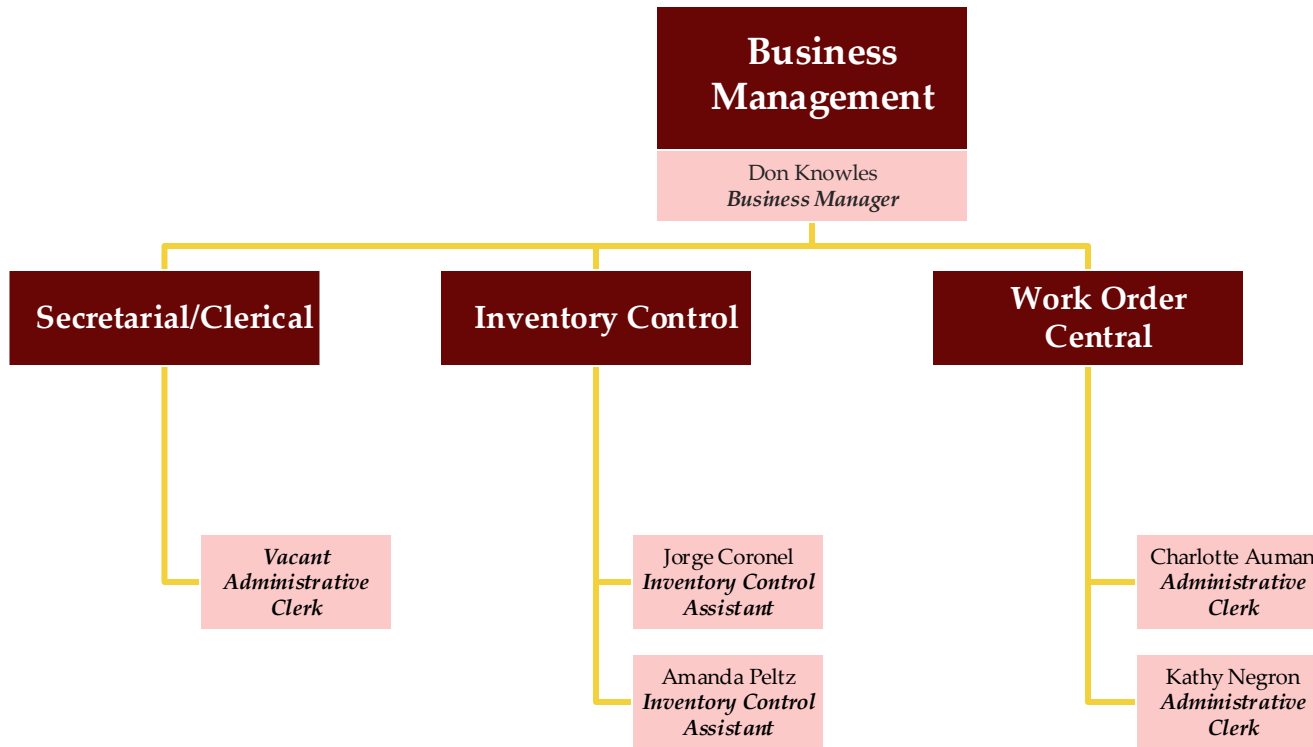 Business
Management
Don Knowles
Business Manager
Secretarial/Clerical
Inventory Control
Work Order
Central
Vacant
Administrative
Clerk
Jorge Coronel
Inventory Control
Assistant
Amanda Peltz
Inventory Control
Assistant
Charlotte Auman
Administrative
Clerk
Kathy Negron
Administrative
Clerk